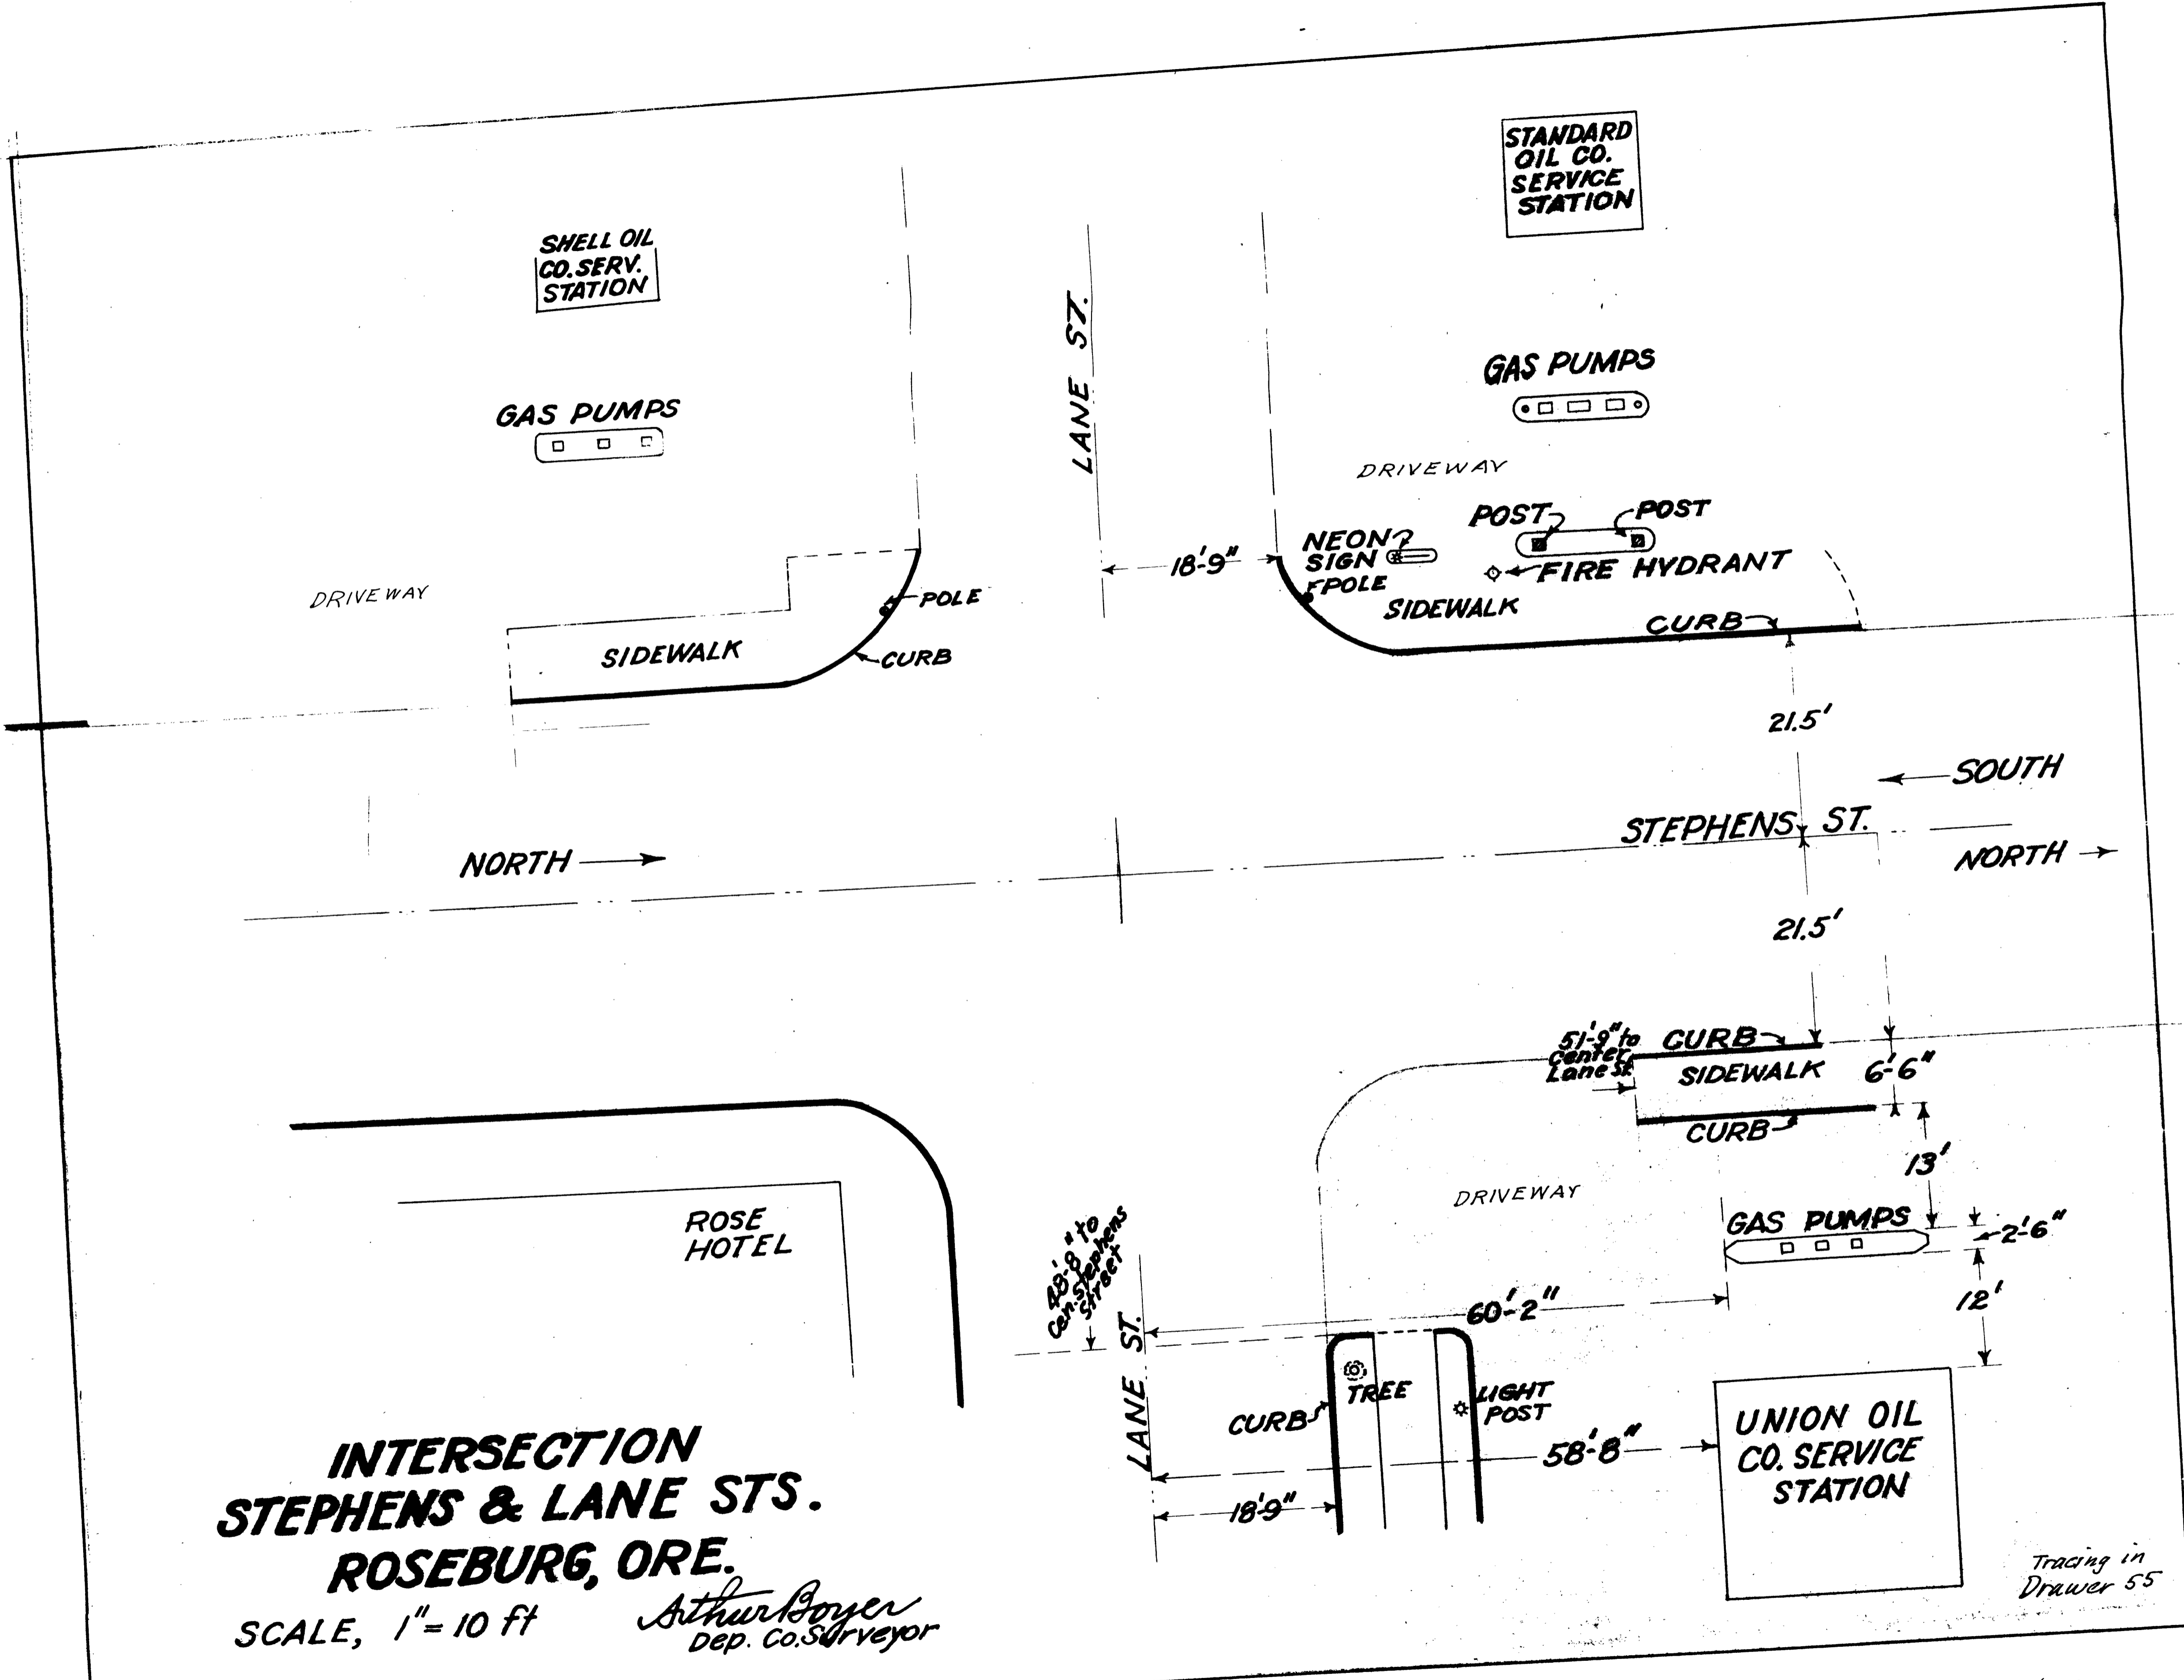 STANDARD
OIL CO.
SERVICE
STATION
SHELL OIL
CO. SERV.
STATION
LANE ST.
GAS PUMPS
GAS PUMPS
DRIVEWAY
POST
POST
NEON
SIGN
18'-9"
POLE
FIRE HYDRANT
DRIVEWAY
POLE
SIDEWALK
CURB
SIDEWALK
CURB
21.5'
SOUTH
STEPHENS ST.
NORTH
NORTH
21.5'
51'-9" to
Center
Lane St.
CURB
SIDEWALK
6'-6"
CURB
13'
DRIVEWAY
ROSE
HOTEL
GAS PUMPS
2'-6"
48'-8" to
Cen. Stephens
Street
60'-2"
12'
LANE ST.
TREE
LIGHT
POST
CURB
58'-8"
UNION OIL
CO. SERVICE
STATION
18'-9"
INTERSECTION
STEPHENS & LANE STS.
ROSEBURG, ORE.
SCALE, 1" = 10 ft
Arthur Boyer
Dep. Co. Surveyor
Tracing in
Drawer 55